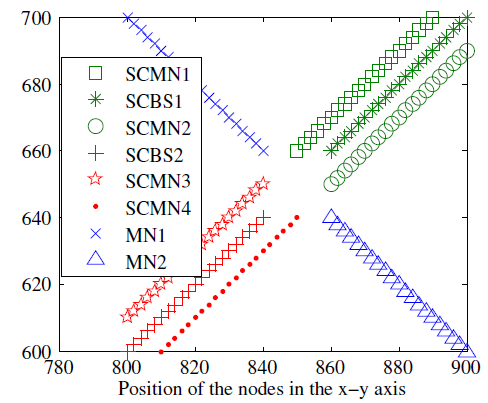 700
680
660
640
620
600
SCMN1
SCBS1
SCMN2
SCBS2
SCMN3
SCMN4
MN1
MN2
780 800 820 840 860 880 900
Position of the nodes in the x−y axis